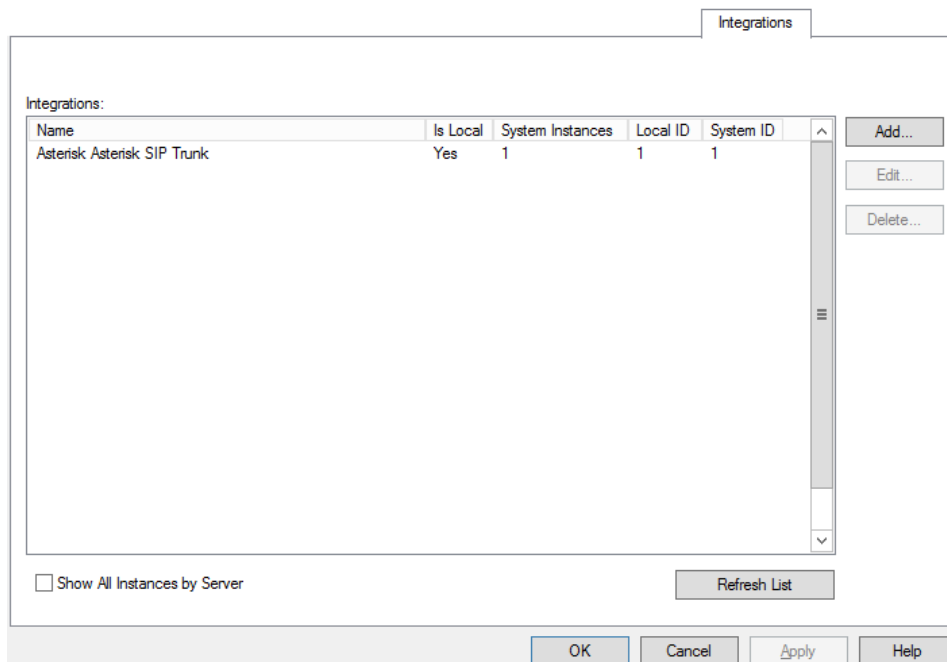 Integrations
Integrations:
Name Is Local System Instances Local ID System ID
Asterisk Asterisk SIP Trunk Yes 1 1 1
Add...
Edit...
Delete...
Show All Instances by Server Refresh List
OK Cancel Apply Help